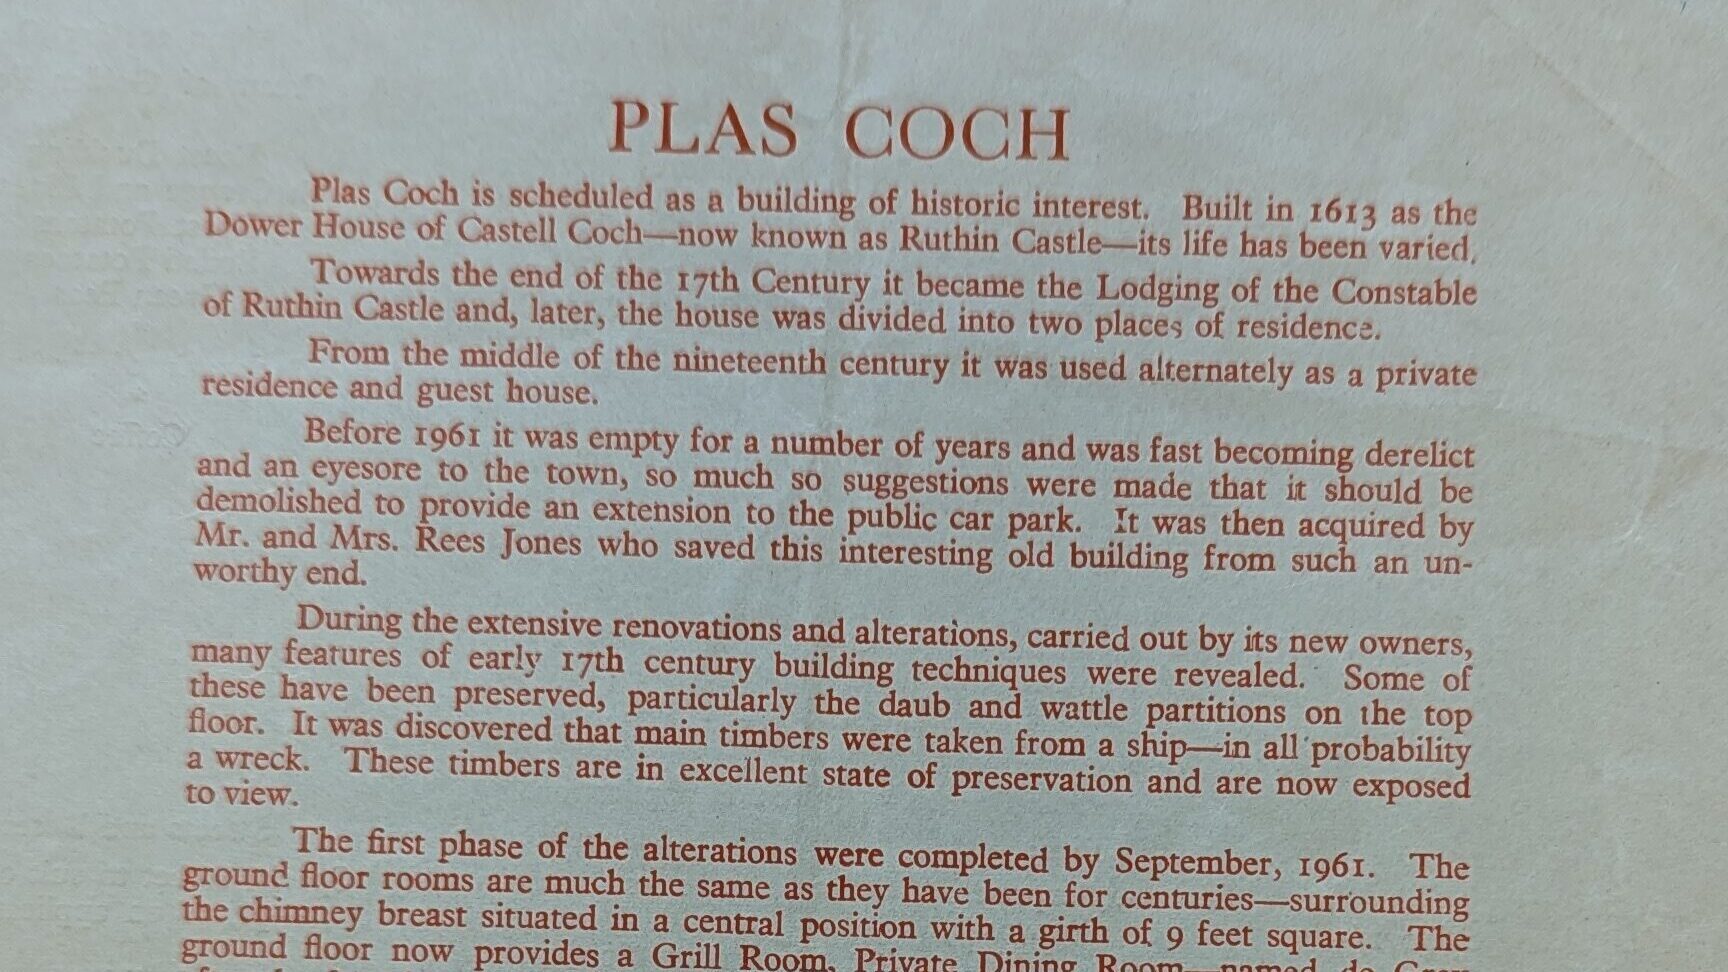 PLAS COCH
Plas Coch is scheduled as a building of historic interest. Built in 1613 as the
Dower House of Castell Coch—now known as Ruthin Castle—its life has been varied.
Towards the end of the 17th Century it became the Lodging of the Constable
of Ruthin Castle and, later, the house was divided into two places of residence.
From the middle of the nineteenth century it was used alternately as a private
residence and guest house.
Before 1961 it was empty for a number of years and was fast becoming derelict
and an eyesore to the town, so much so suggestions were made that it should be
demolished to provide an extension to the public car park. It was then acquired by
Mr. and Mrs. Rees Jones who saved this interesting old building from such an un-
worthy end.
During the extensive renovations and alterations, carried out by its new owners,
many features of early 17th century building techniques were revealed. Some of
these have been preserved, particularly the daub and wattle partitions on the top
floor. It was discovered that main timbers were taken from a ship—in all probability
a wreck. These timbers are in excellent state of preservation and are now exposed
to view.
The first phase of the alterations were completed by September, 1961. The
ground floor rooms are much the same as they have been for centuries—surrounding
the chimney breast situated in a central position with a girth of 9 feet square. The
ground floor now provides a Grill Room, Private Dining Room—named de Grey